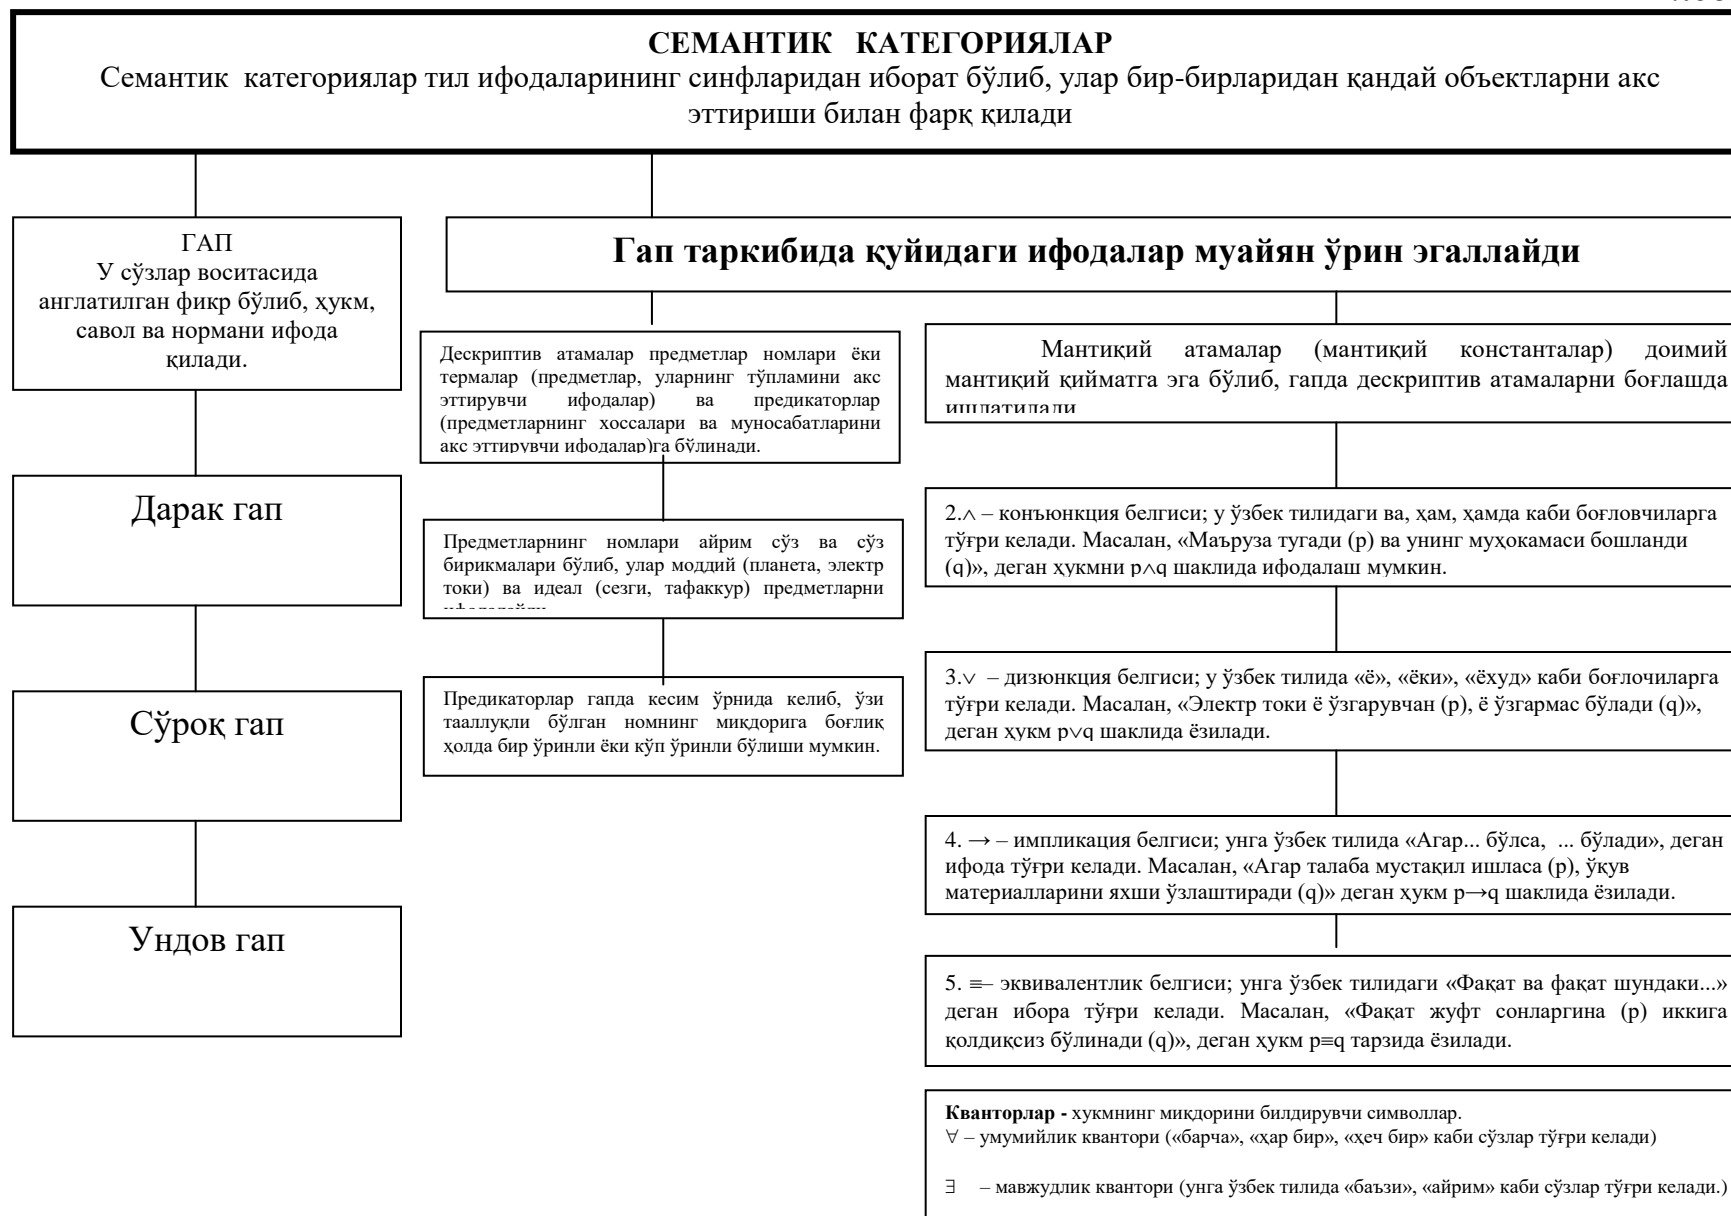 СЕМАНТИК КАТЕГОРИЯЛАР
Семантик категориялар тил ифодаларининг синфларидан иборат бўлиб, улар бир-бирларидан қандай объектларни акс
эттириши билан фарқ қилади
ГАП
У сўзлар воситасида
англатилган фикр бўлиб, ҳукм,
савол ва нормани ифода
қилади.
Дарак гап
Сўроқ гап
Ундов гап
Гап таркибида қуйидаги ифодалар муайян ўрин эгаллайди
Дескриптив атамалар предметлар номлари ёки
термалар (предметлар, уларнинг тўпламини акс
эттирувчи ифодалар) ва предикаторлар
(предметларнинг хоссалари ва муносабатларини
акс эттирувчи ифодалар)га бўлинади.
Предметларнинг номлари айрим сўз ва сўз
бирикмалари бўлиб, улар моддий (планета, электр
токи) ва идеал (сезги, тафаккур) предметларни
Предикаторлар гапда кесим ўрнида келиб, ўзи
тааллуқли бўлган номнинг миқдорига боғлиқ
ҳолда бир ўринли ёки кўп ўринли бўлиши мумкин.
Мантиқий атамалар (мантиқий константалар) доимий
мантиқий қийматга эга бўлиб, гапда дескриптив атамаларни боғлашда
ишлатилади
2.∧ – конъюнкция белгиси; у ўзбек тилидаги ва, ҳам, ҳамда каби боғловчиларга
тўғри келади. Масалан, «Маъруза тугади (p) ва унинг муҳокамаси бошланди
(q)», деган ҳукмни p∧q шаклида ифодалаш мумкин.
3.∨ – дизюнкция белгиси; у ўзбек тилида «ё», «ёки», «ёхуд» каби боғлочиларга
тўғри келади. Масалан, «Электр токи ё ўзгарувчан (p), ё ўзгармас бўлади (q)»,
деган ҳукм p∨q шаклида ёзилади.
4. → – импликация белгиси; унга ўзбек тилида «Агар... бўлса, ... бўлади», деган
ифода тўғри келади. Масалан, «Агар талаба мустақил ишласа (p), ўқув
материалларини яхши ўзлаштиради (q)» деган ҳукм p→q шаклида ёзилади.
5. ≡– эквивалентлик белгиси; унга ўзбек тилидаги «Фақат ва фақат шундаки...»
деган ибора тўғри келади. Масалан, «Фақат жуфт сонларгина (p) иккига
қолдиқсиз бўлинади (q)», деган ҳукм p≡q тарзида ёзилади.
Кванторлар - хукмнинг миқдорини билдирувчи символлар.
∀ – умумийлик квантори («барча», «ҳар бир», «ҳеч бир» каби сўзлар тўғри келади)
∃ – мавжудлик квантори (унга ўзбек тилида «баъзи», «айрим» каби сўзлар тўғри келади.)